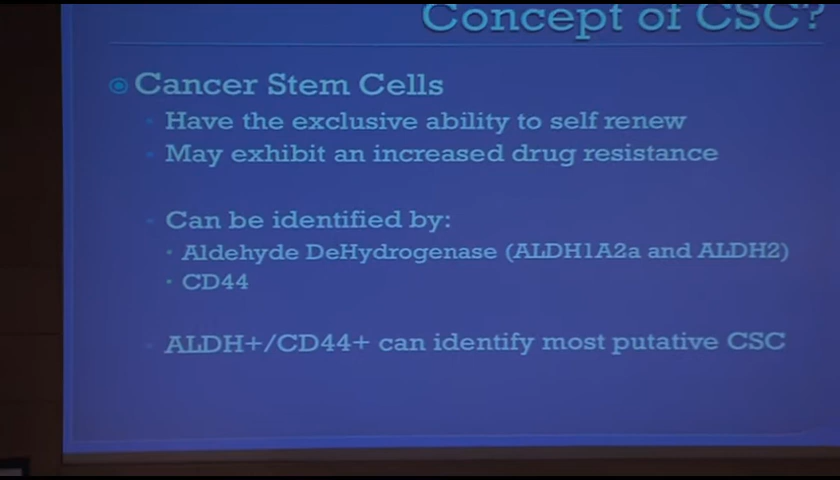 Concept of CSC?
Cancer Stem Cells
Have the exclusive ability to self renew
May exhibit an increased drug resistance
Can be identified by:
Aldehyde DeHydrogenase (ALDH1A2a and ALDH2)
CD44
ALDH+/CD44+ can identify most putative CSC